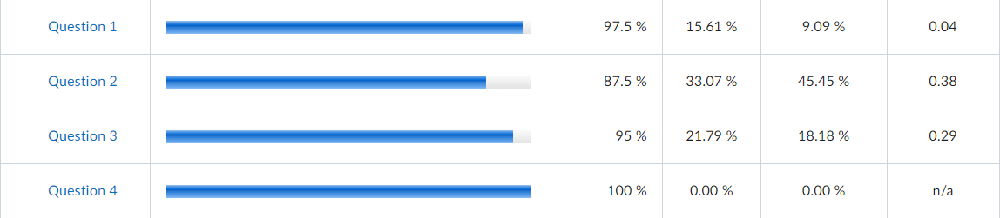 Question 1 97.5 % 15.61 % 9.09 % 0.04
Question 2 87.5 % 33.07 % 45.45 % 0.38
Question 3 95 % 21.79 % 18.18 % 0.29
Question 4 100 % 0.00 % 0.00 % n/a